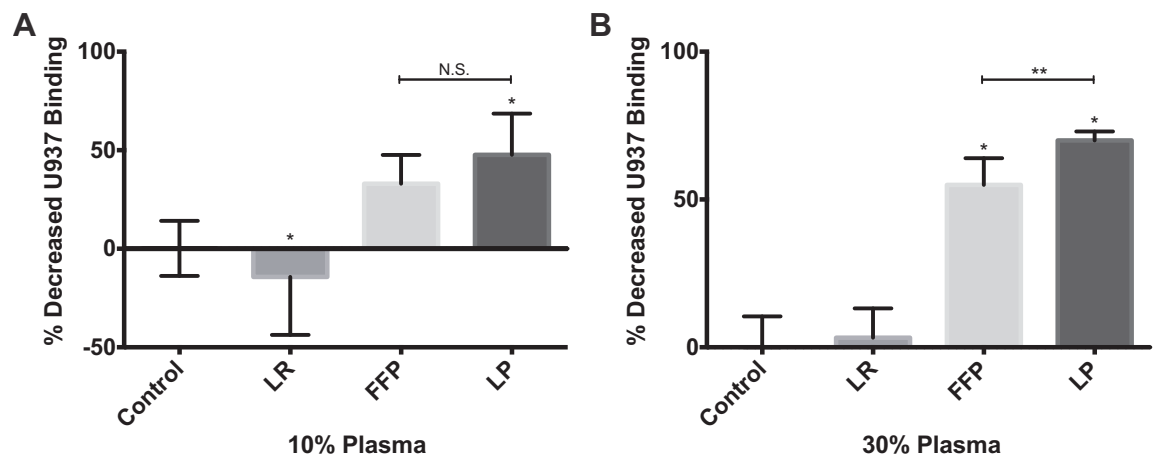 A
% Decreased U937 Binding
100
50
0
-50
N.S.
*
*
Control
LR
FFP
LP
10% Plasma
B
% Decreased U937 Binding
100
50
0
**
*
*
Control
LR
FFP
LP
30% Plasma